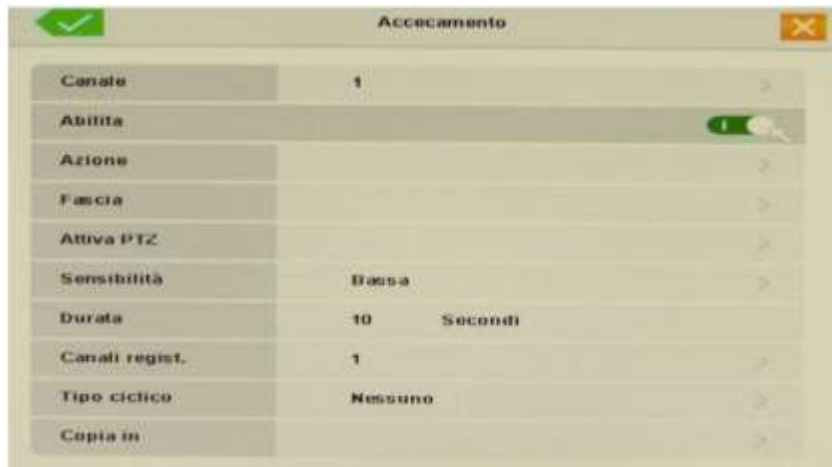 Accecamento
Canale 1
Abilita
Azione
Fascia
Attiva PTZ
Sensibilità Bassa
Durata 10 Secondi
Canali regist. 1
Tipo ciclico Nessuno
Copia in